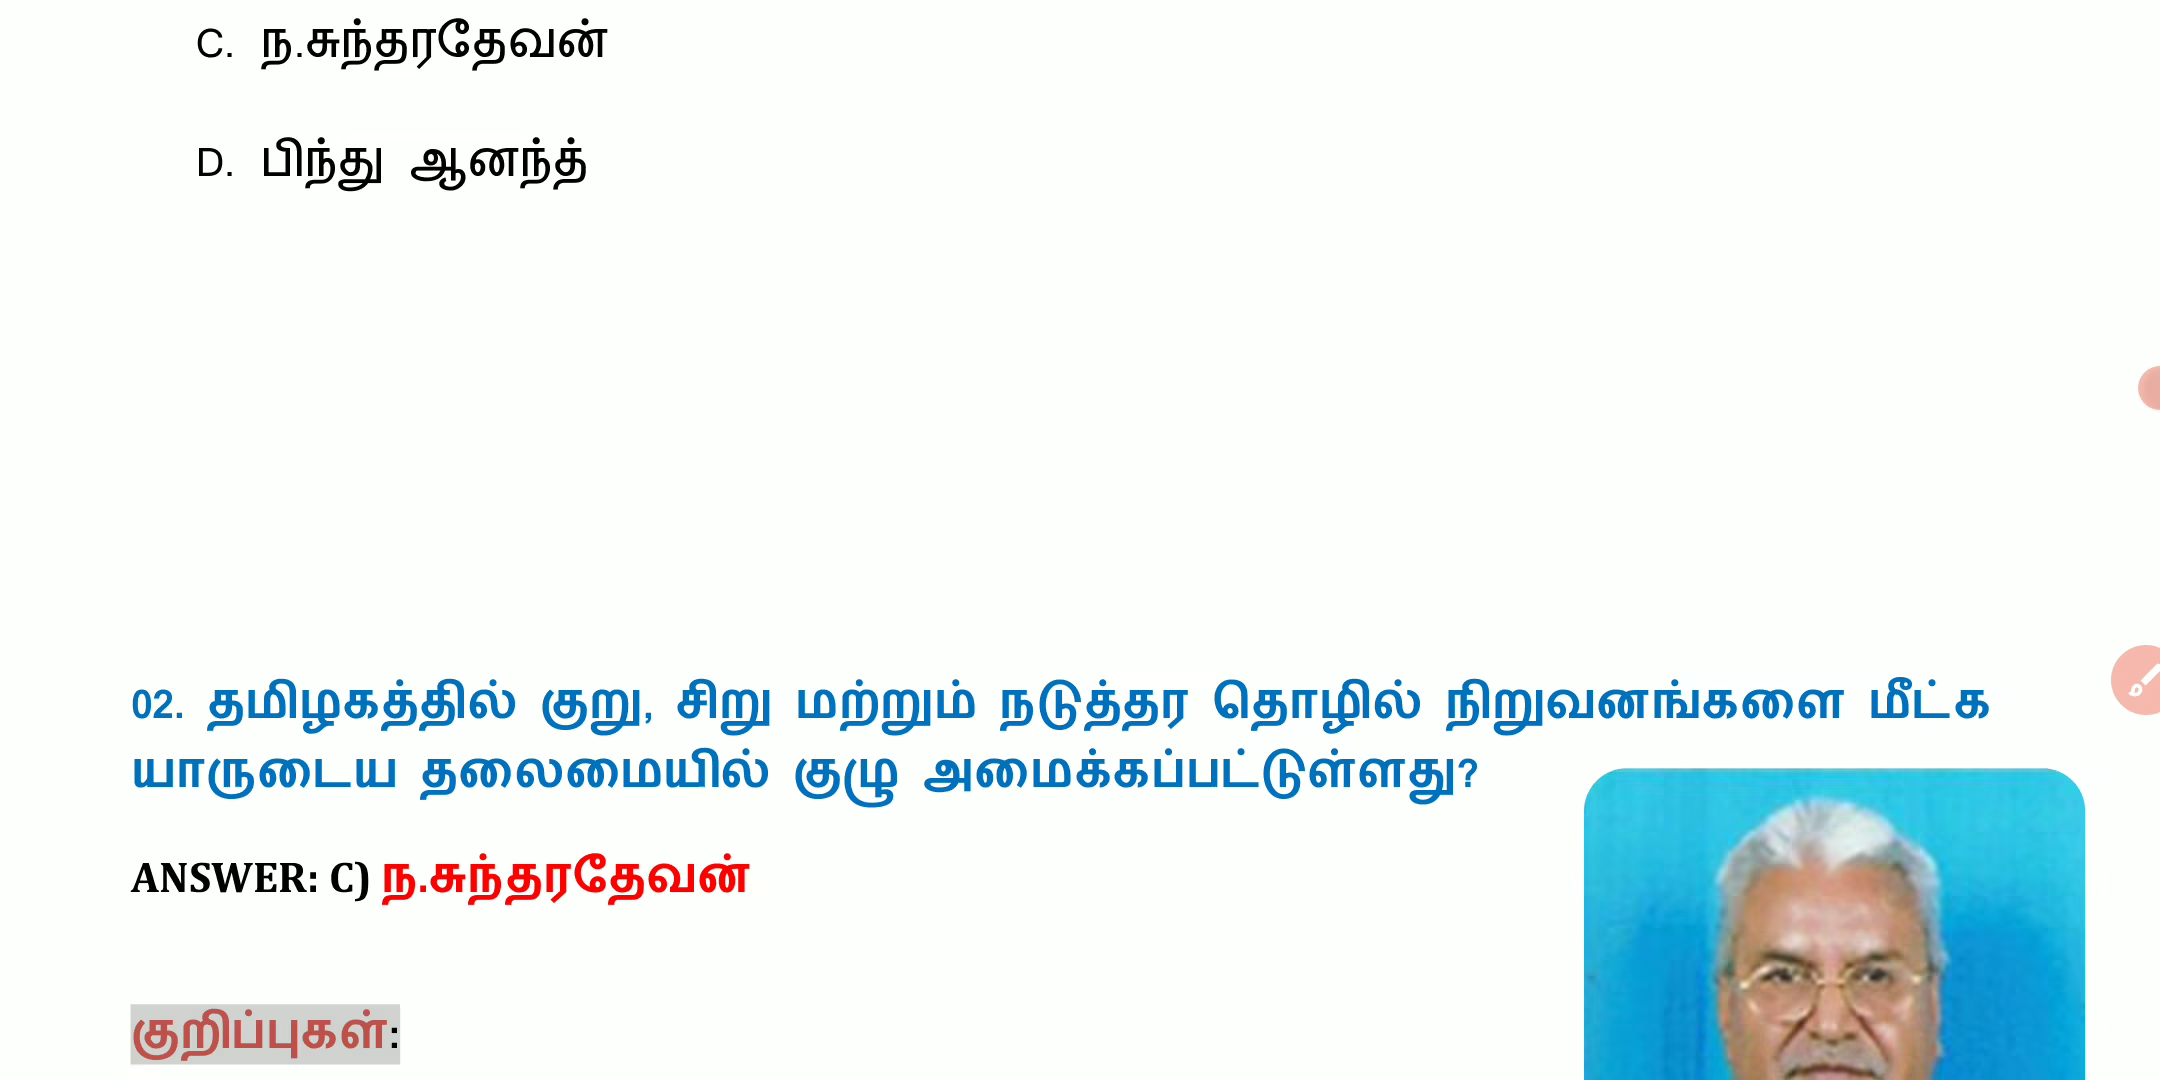 C. ந.சுந்தரதேவன்
D. பிந்து ஆனந்த்
02. தமிழகத்தில் குறு, சிறு மற்றும் நடுத்தர தொழில் நிறுவனங்களை மீட்க
யாருடைய தலைமையில் குழு அமைக்கப்பட்டுள்ளது?
ANSWER: C) ந.சுந்தரதேவன்
குறிப்புகள்: